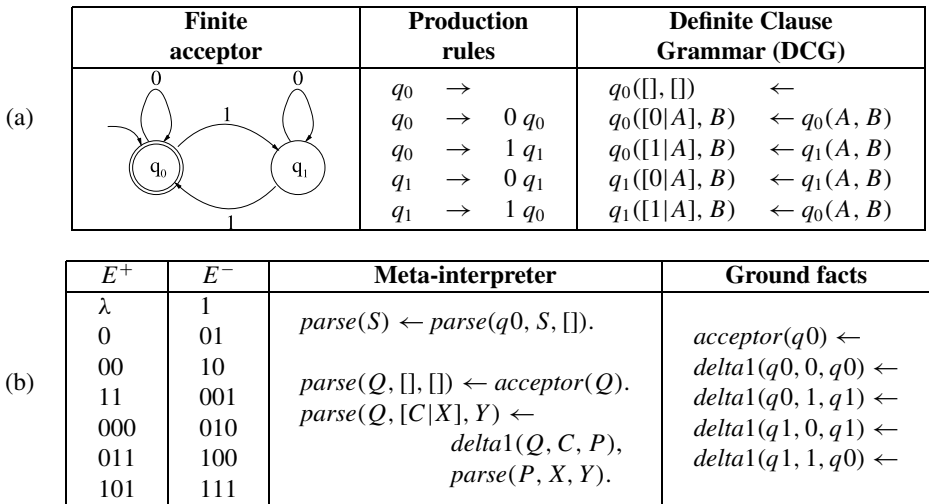 (a)
Finite acceptor | Production rules | Definite Clause Grammar (DCG)
0 0
1
q₀ q₁
1
q₀ → | q₀([], []) ←
q₀ → 0 q₀ | q₀([0|A], B) ← q₀(A, B)
q₀ → 1 q₁ | q₀([1|A], B) ← q₁(A, B)
q₁ → 0 q₁ | q₁([0|A], B) ← q₁(A, B)
q₁ → 1 q₀ | q₁([1|A], B) ← q₀(A, B)
(b)
E⁺ | E⁻ | Meta-interpreter | Ground facts
λ | 1
0 | 01
00 | 10
11 | 001
000 | 010
011 | 100
101 | 111
parse(S) ← parse(q0, S, []).
parse(Q, [], []) ← acceptor(Q).
parse(Q, [C|X], Y) ←
delta1(Q, C, P),
parse(P, X, Y).
acceptor(q0) ←
delta1(q0, 0, q0) ←
delta1(q0, 1, q1) ←
delta1(q1, 0, q1) ←
delta1(q1, 1, q0) ←